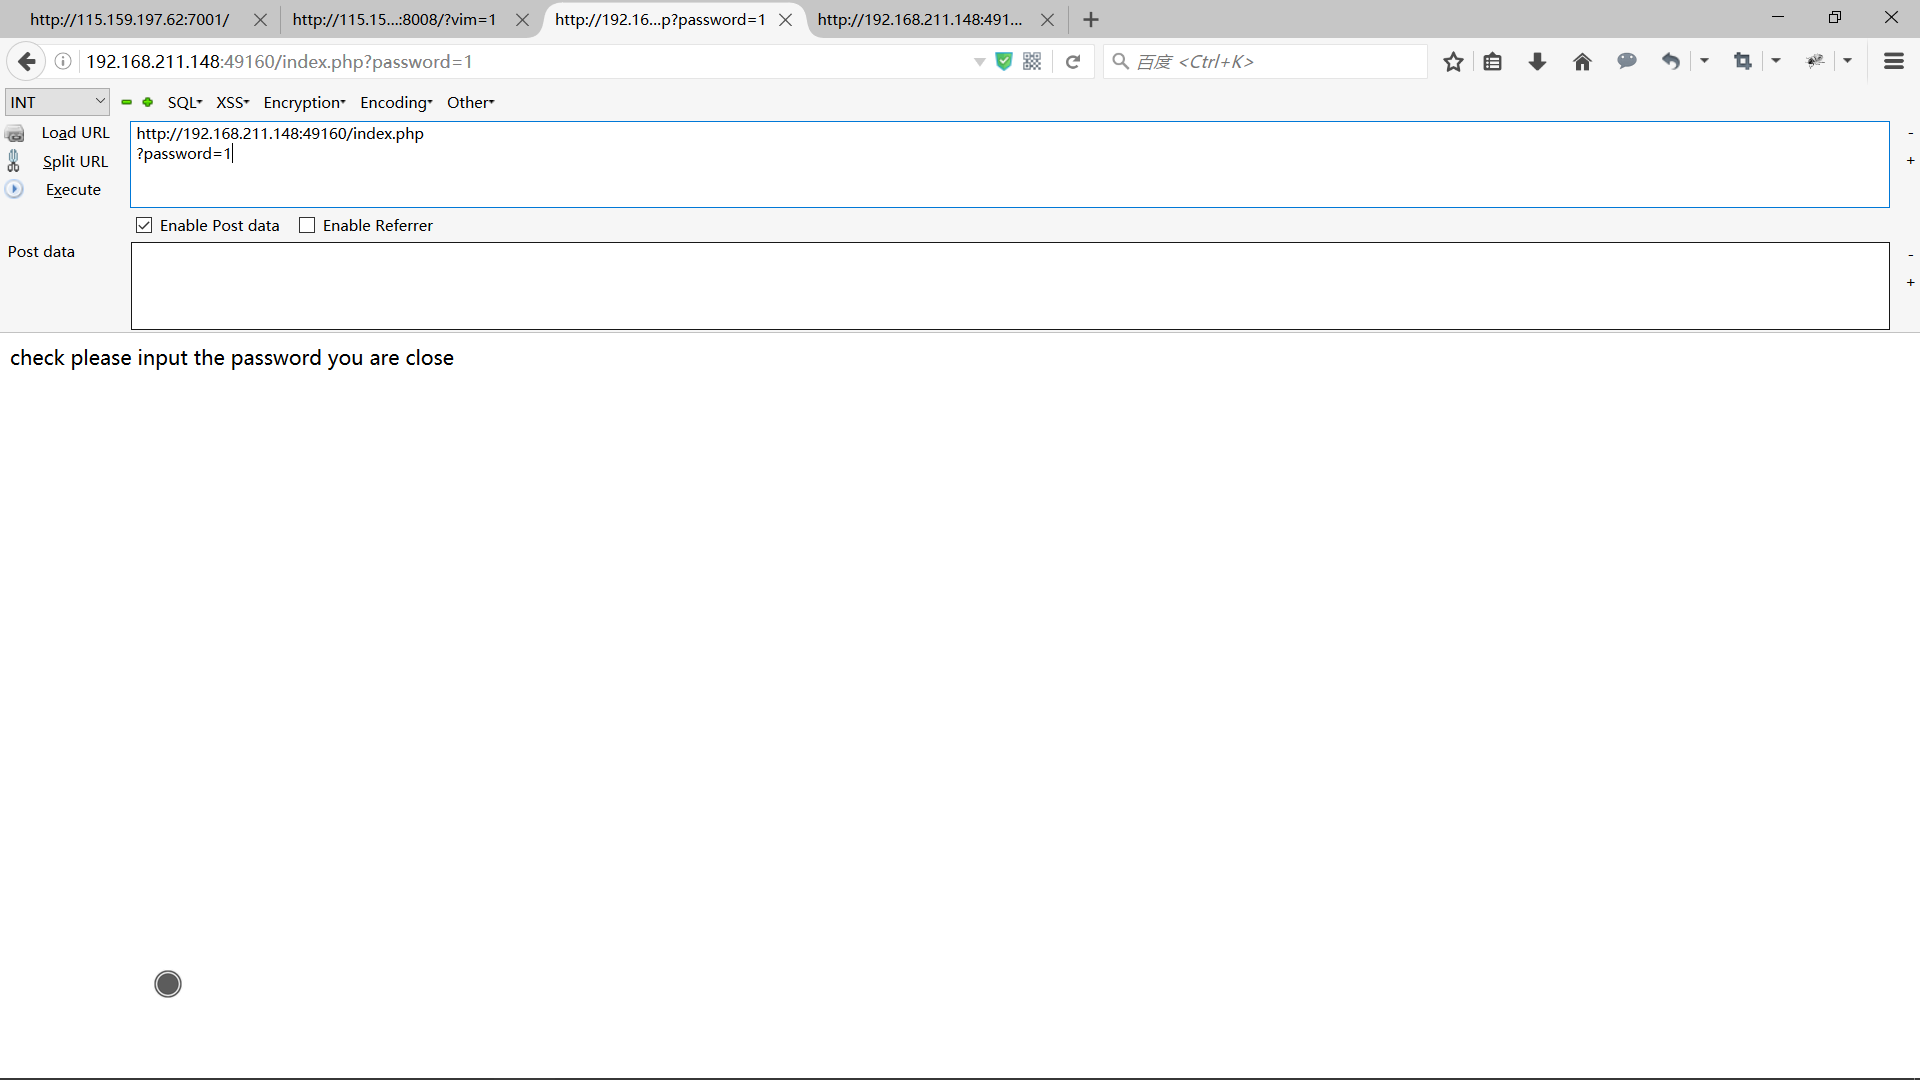 http://115.159.197.62:7001/ http://115.15...:8008/?vim=1 http://192.16...p?password=1 http://192.168.211.148:491...
192.168.211.148:49160/index.php?password=1 百度 <Ctrl+K>
INT SQL XSS Encryption Encoding Other
Load URL http://192.168.211.148:49160/index.php
?password=1
Split URL
Execute
Enable Post data Enable Referrer
Post data
check please input the password you are close